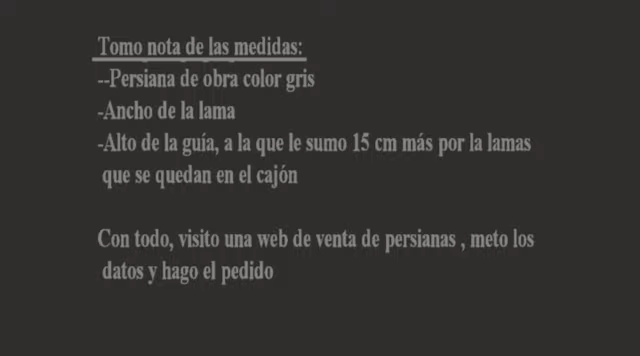 Tomo nota de las medidas:
--Persiana de obra color gris
-Ancho de la lama
-Alto de la guía, a la que le sumo 15 cm más por la lamas
que se quedan en el cajón
Con todo, visito una web de venta de persianas , meto los
datos y hago el pedido